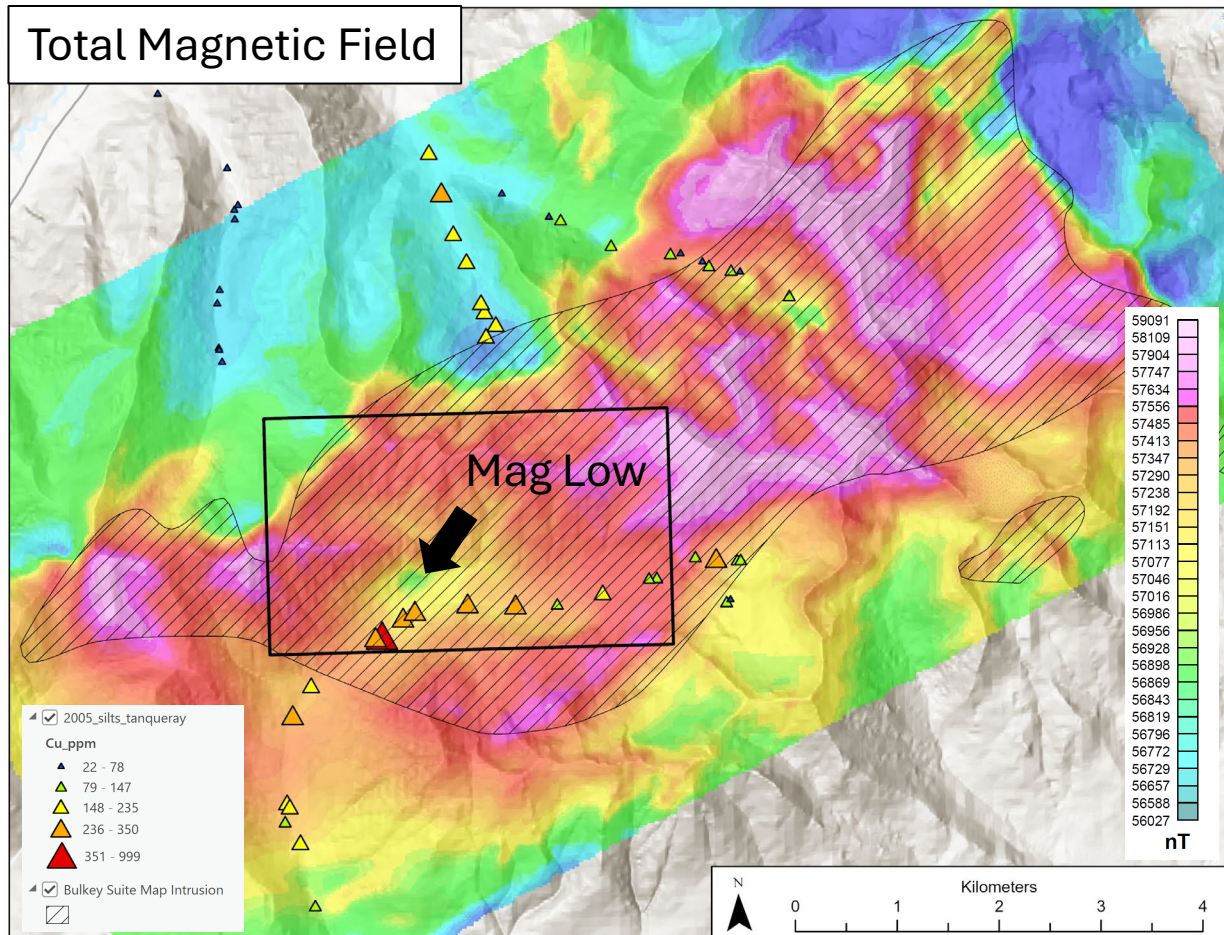 Total Magnetic Field
Mag Low
59091
58109
57904
57747
57634
57556
57485
57413
57347
57290
57238
57192
57151
57113
57077
57046
57016
56986
56956
56928
56898
56869
56843
56819
56796
56772
56729
56657
56588
56027
nT
2005_silts_tanqueray
Cu_ppm
22 - 78
79 - 147
148 - 235
236 - 350
351 - 999
Bulkey Suite Map Intrusion
N
Kilometers
0 1 2 3 4